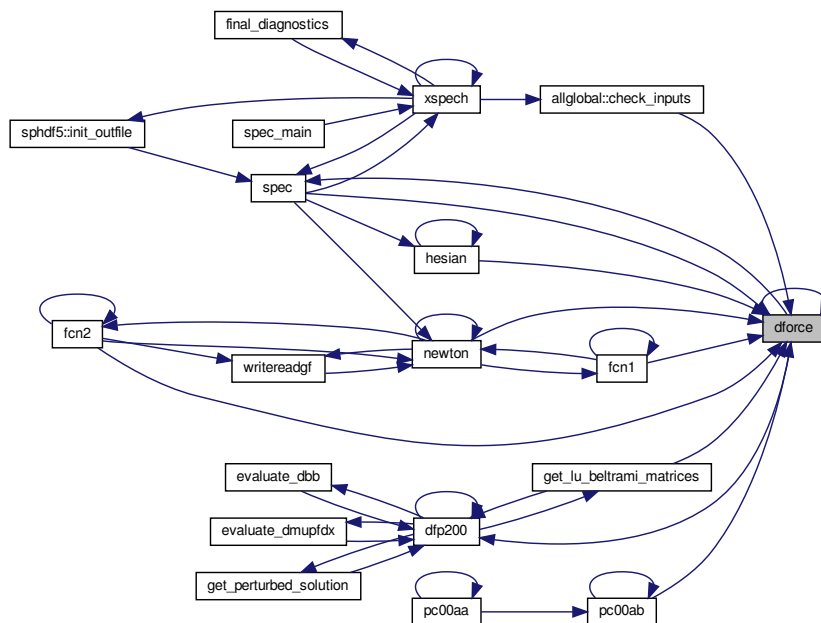 final_diagnostics
xspech
allglobal::check_inputs
sphdf5::init_outfile
spec_main
spec
hesian
dforce
fcn2
newton
writereadgf
fcn1
evaluate_dbb
get_lu_beltrami_matrices
evaluate_dmupfdx
dfp200
get_perturbed_solution
pc00aa
pc00ab